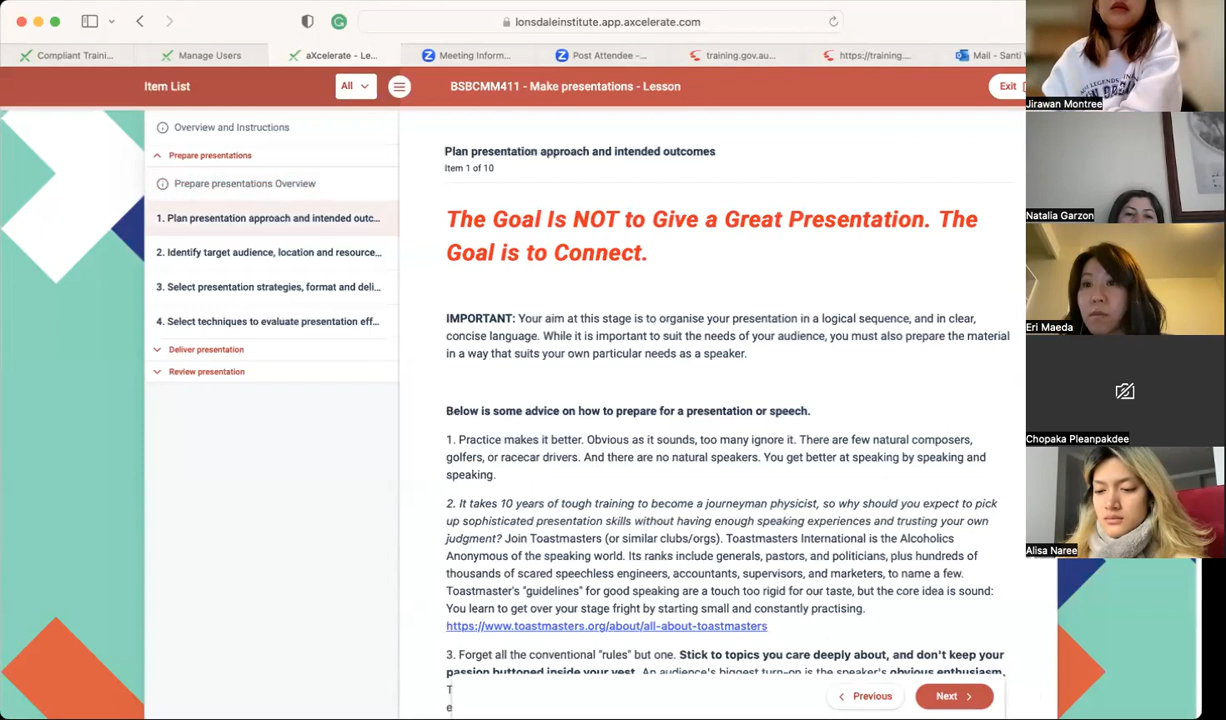 lonsdaleinstitute.app.axcelerate.com
Compliant Traini...
Manage Users
aXcelerate - Le...
Meeting Inform...
Post Attendee -...
training.gov.au...
https://training....
Mail - Santi
Item List
All
BSBCMM411 - Make presentations - Lesson
Exit
Overview and Instructions
Prepare presentations
Prepare presentations Overview
1. Plan presentation approach and intended outc...
2. Identify target audience, location and resource...
3. Select presentation strategies, format and deli...
4. Select techniques to evaluate presentation eff...
Deliver presentation
Review presentation
Plan presentation approach and intended outcomes
Item 1 of 10
The Goal Is NOT to Give a Great Presentation. The
Goal is to Connect.
IMPORTANT: Your aim at this stage is to organise your presentation in a logical sequence, and in clear,
concise language. While it is important to suit the needs of your audience, you must also prepare the material
in a way that suits your own particular needs as a speaker.
Below is some advice on how to prepare for a presentation or speech.
1. Practice makes it better. Obvious as it sounds, too many ignore it. There are few natural composers,
golfers, or racecar drivers. And there are no natural speakers. You get better at speaking by speaking and
speaking.
2. It takes 10 years of tough training to become a journeyman physicist, so why should you expect to pick
up sophisticated presentation skills without having enough speaking experiences and trusting your own
judgment? Join Toastmasters (or similar clubs/orgs). Toastmasters International is the Alcoholics
Anonymous of the speaking world. Its ranks include generals, pastors, and politicians, plus hundreds of
thousands of scared speechless engineers, accountants, supervisors, and marketers, to name a few.
Toastmaster's "guidelines" for good speaking are a touch too rigid for our taste, but the core idea is sound:
You learn to get over your stage fright by starting small and constantly practising.
https://www.toastmasters.org/about/all-about-toastmasters
3. Forget all the conventional "rules" but one. Stick to topics you care deeply about, and don't keep your
passion buttoned inside your vest. An audience's biggest turn-on is the speaker's obvious enthusiasm.
Previous
Next
Jirawan Montree
Natalia Garzon
Eri Maeda
Chopaka Pleanpakdee
Alisa Naree